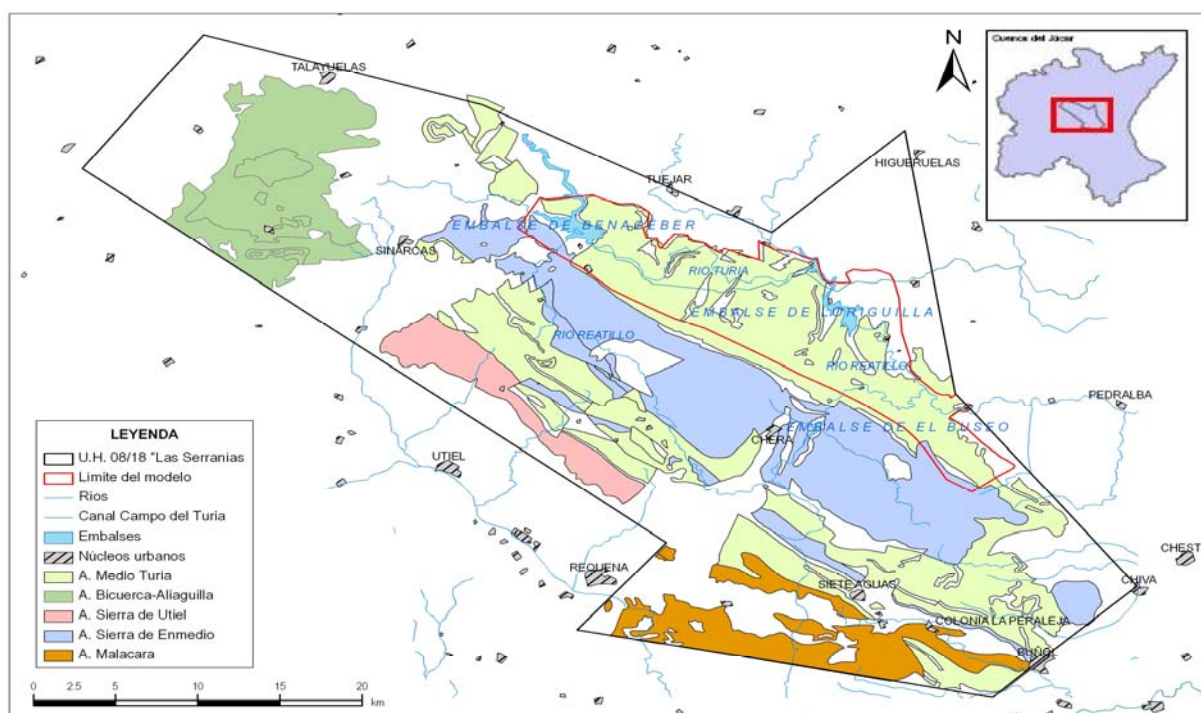 N
Cuenca del Júcar
TALAYUELAS
HIGUERUELAS
TUEJAR
EMBALSE DE BENAGEBER
SINARCAS
RIO TURIA
EMBALSE DE LORIGUILLA
RIO REATILLO
RIO REATILLO
PEDRALBA
EMBALSE DE EL BUSEO
CHERA
UTIEL
REQUENA
SIETE AGUAS
CHEST
CHIVA
COLONIA LA PERALEJA
BUÑOL
LEYENDA
U.H. 08/18 "Las Serranias
Limite del modelo
Rios
Canal Campo del Turia
Embalses
Núcleos urbanos
A. Medio Turia
A. Bicuerca-Aliaguilla
A. Sierra de Utiel
A. Sierra de Enmedio
A. Malacara
0 2.5 5 10 15 20
km